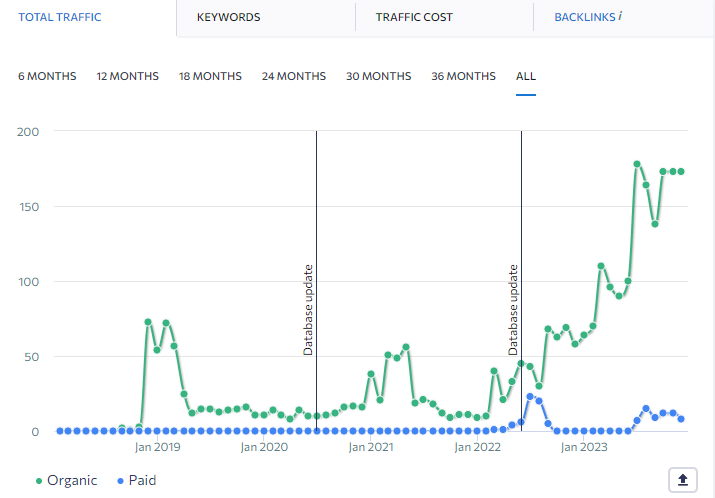 TOTAL TRAFFIC KEYWORDS TRAFFIC COST BACKLINKS i
6 MONTHS 12 MONTHS 18 MONTHS 24 MONTHS 30 MONTHS 36 MONTHS ALL
200
150
100
50
0
Database update
Database update
Jan 2019 Jan 2020 Jan 2021 Jan 2022 Jan 2023
Organic Paid